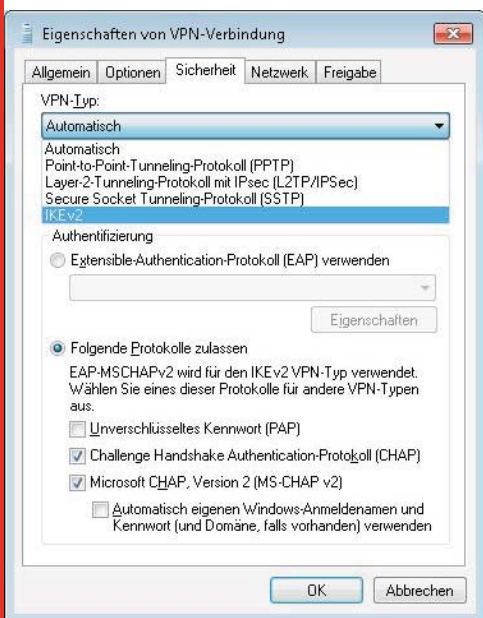 Eigenschaften von VPN-Verbindung
Allgemein Optionen Sicherheit Netzwerk Freigabe
VPN-Typ:
Automatisch
Automatisch
Point-to-Point-Tunneling-Protokoll (PPTP)
Layer-2-Tunneling-Protokoll mit IPsec (L2TP/IPSec)
Secure Socket Tunneling-Protokoll (SSTP)
IKEv2
Authentifizierung
Extensible-Authentication-Protokoll (EAP) verwenden
Eigenschaften
Folgende Protokolle zulassen
EAP-MSCHAPv2 wird für den IKEv2 VPN-Typ verwendet.
Wählen Sie eines dieser Protokolle für andere VPN-Typen
aus.
Unverschlüsseltes Kennwort (PAP)
Challenge Handshake Authentication-Protokoll (CHAP)
Microsoft CHAP, Version 2 (MS-CHAP v2)
Automatisch eigenen Windows-Anmeldenamen und
Kennwort (und Domäne, falls vorhanden) verwenden
OK Abbrechen